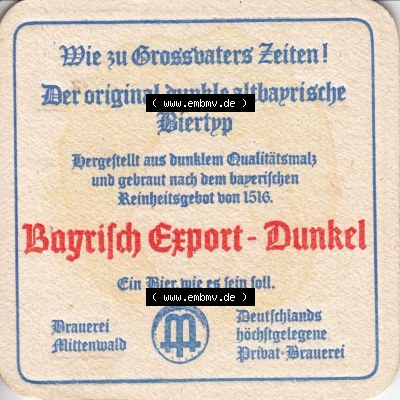 Wie zu Grossvaters Zeiten!
Der original dunkle altbayrische
( www.embmv.de )
Biertyp
Hergestellt aus dunklem Qualitätsmalz
und gebraut nach dem bayerischen
Reinheitsgebot von 1516.
Bayrisch Export - Dunkel
Ein Bier wie es sein soll.
( www.embmv.de )
Brauerei
Mittenwald
Deutschlands
höchstgelegene
Privat-Brauerei